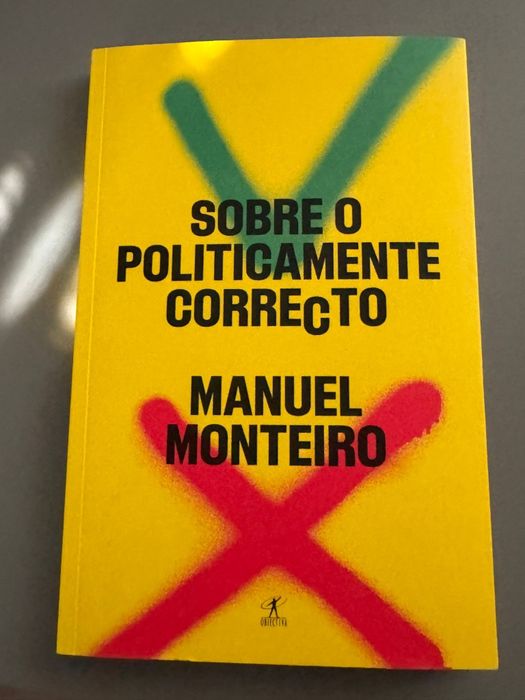 SOBRE O
POLITICAMENTE
CORRECTO
MANUEL
MONTEIRO
OBJECTIVA